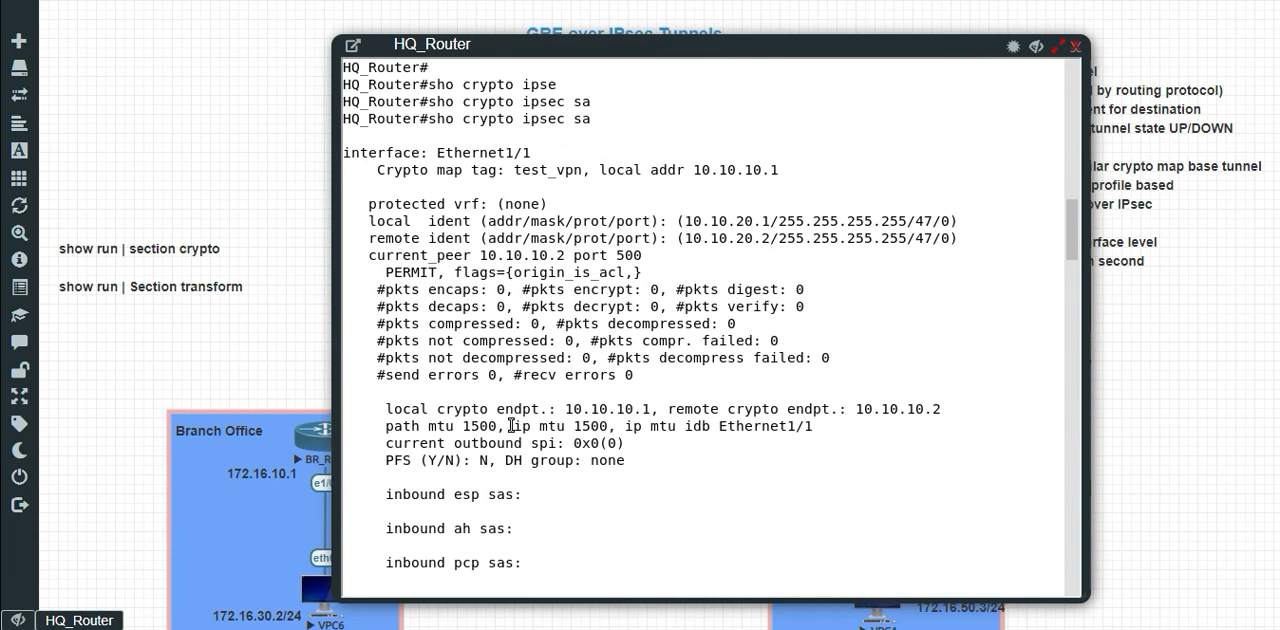 GRE over IPsec Tunnels
HQ_Router
HQ_Router#
HQ_Router#sho crypto ipse
HQ_Router#sho crypto ipsec sa
HQ_Router#sho crypto ipsec sa
interface: Ethernet1/1
Crypto map tag: test_vpn, local addr 10.10.10.1
protected vrf: (none)
local  ident (addr/mask/prot/port): (10.10.20.1/255.255.255.255/47/0)
remote ident (addr/mask/prot/port): (10.10.20.2/255.255.255.255/47/0)
current_peer 10.10.10.2 port 500
PERMIT, flags={origin_is_acl,}
#pkts encaps: 0, #pkts encrypt: 0, #pkts digest: 0
#pkts decaps: 0, #pkts decrypt: 0, #pkts verify: 0
#pkts compressed: 0, #pkts decompressed: 0
#pkts not compressed: 0, #pkts compr. failed: 0
#pkts not decompressed: 0, #pkts decompress failed: 0
#send errors 0, #recv errors 0
local crypto endpt.: 10.10.10.1, remote crypto endpt.: 10.10.10.2
path mtu 1500, ip mtu 1500, ip mtu idb Ethernet1/1
current outbound spi: 0x0(0)
PFS (Y/N): N, DH group: none
inbound esp sas:
inbound ah sas:
inbound pcp sas:
by routing protocol)
nt for destination
tunnel state UP/DOWN
lar crypto map base tunnel
profile based
over IPsec
rface level
second
show run | section crypto
show run | Section transform
Branch Office
BR_R
172.16.10.1
e1/
eth
172.16.30.2/24
VPC6
172.16.50.3/24
HQ_Router